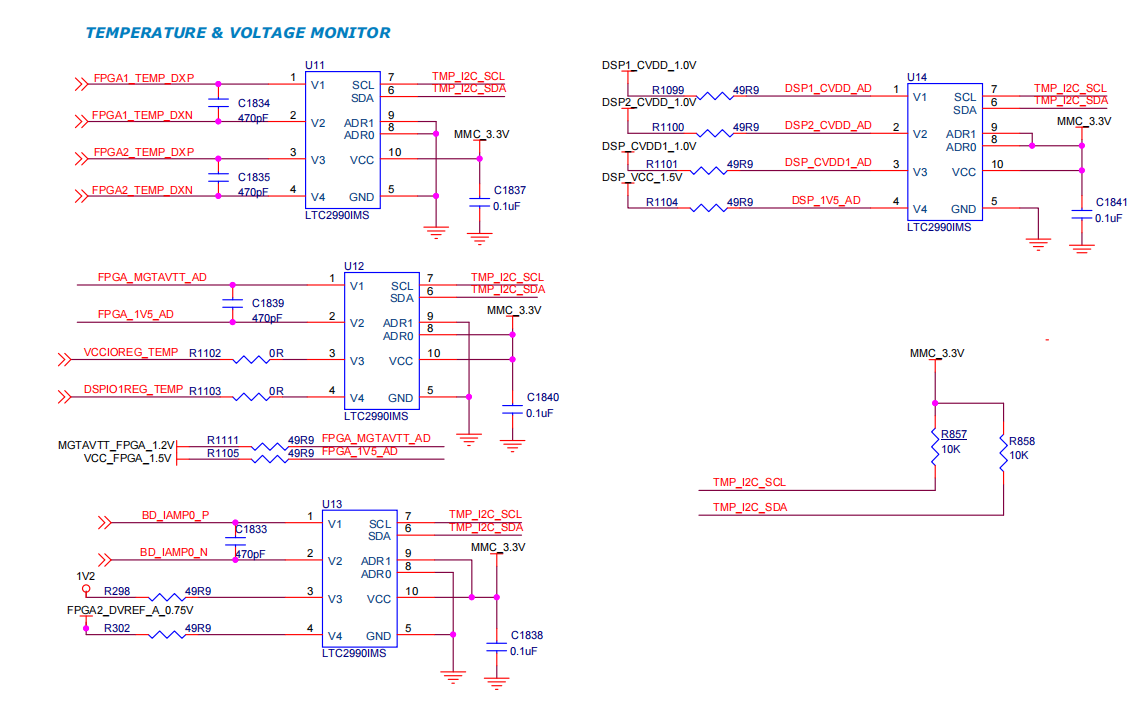 TEMPERATURE & VOLTAGE MONITOR
U11
FPGA1_TEMP_DXP
1
V1
SCL
7
TMP_I2C_SCL
SDA
6
TMP_I2C_SDA
C1834
470pF
FPGA1_TEMP_DXN
2
V2
ADR1
9
ADR0
8
MMC_3.3V
FPGA2_TEMP_DXP
3
V3
VCC
10
C1835
470pF
FPGA2_TEMP_DXN
4
V4
GND
5
C1837
0.1uF
LTC2990IMS
DSP1_CVDD_1.0V
U14
R1099
49R9
DSP1_CVDD_AD
1
V1
SCL
7
TMP_I2C_SCL
SDA
6
TMP_I2C_SDA
DSP2_CVDD_1.0V
R1100
49R9
DSP2_CVDD_AD
2
V2
ADR1
9
ADR0
8
MMC_3.3V
DSP_CVDD1_1.0V
R1101
49R9
DSP_CVDD1_AD
3
V3
VCC
10
DSP_VCC_1.5V
R1104
49R9
DSP_1V5_AD
4
V4
GND
5
C1841
0.1uF
LTC2990IMS
U12
FPGA_MGTAVTT_AD
1
V1
SCL
7
TMP_I2C_SCL
SDA
6
TMP_I2C_SDA
C1839
470pF
FPGA_1V5_AD
2
V2
ADR1
9
ADR0
8
MMC_3.3V
VCCIOREG_TEMP
R1102
0R
3
V3
VCC
10
DSPIO1REG_TEMP
R1103
0R
4
V4
GND
5
C1840
0.1uF
LTC2990IMS
MGTAVTT_FPGA_1.2V
R1111
49R9
FPGA_MGTAVTT_AD
VCC_FPGA_1.5V
R1105
49R9
FPGA_1V5_AD
MMC_3.3V
R857
10K
R858
10K
TMP_I2C_SCL
TMP_I2C_SDA
U13
BD_IAMP0_P
1
V1
SCL
7
TMP_I2C_SCL
SDA
6
TMP_I2C_SDA
C1833
470pF
BD_IAMP0_N
2
V2
ADR1
9
ADR0
8
MMC_3.3V
1V2
R298
49R9
3
V3
VCC
10
FPGA2_DVREF_A_0.75V
R302
49R9
4
V4
GND
5
C1838
0.1uF
LTC2990IMS